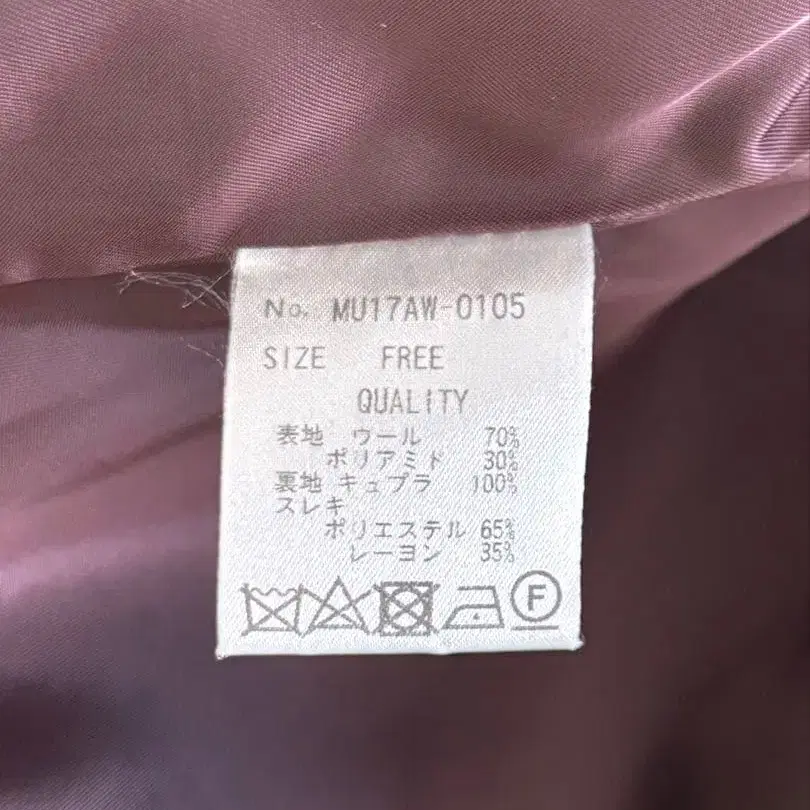 No. MU17AW-0105
SIZE FREE
QUALITY
表地 ウール 70%
ポリアミド 30%
裏地 キュプラ 100%
スレキ
ポリエステル 65%
レーヨン 35%
F